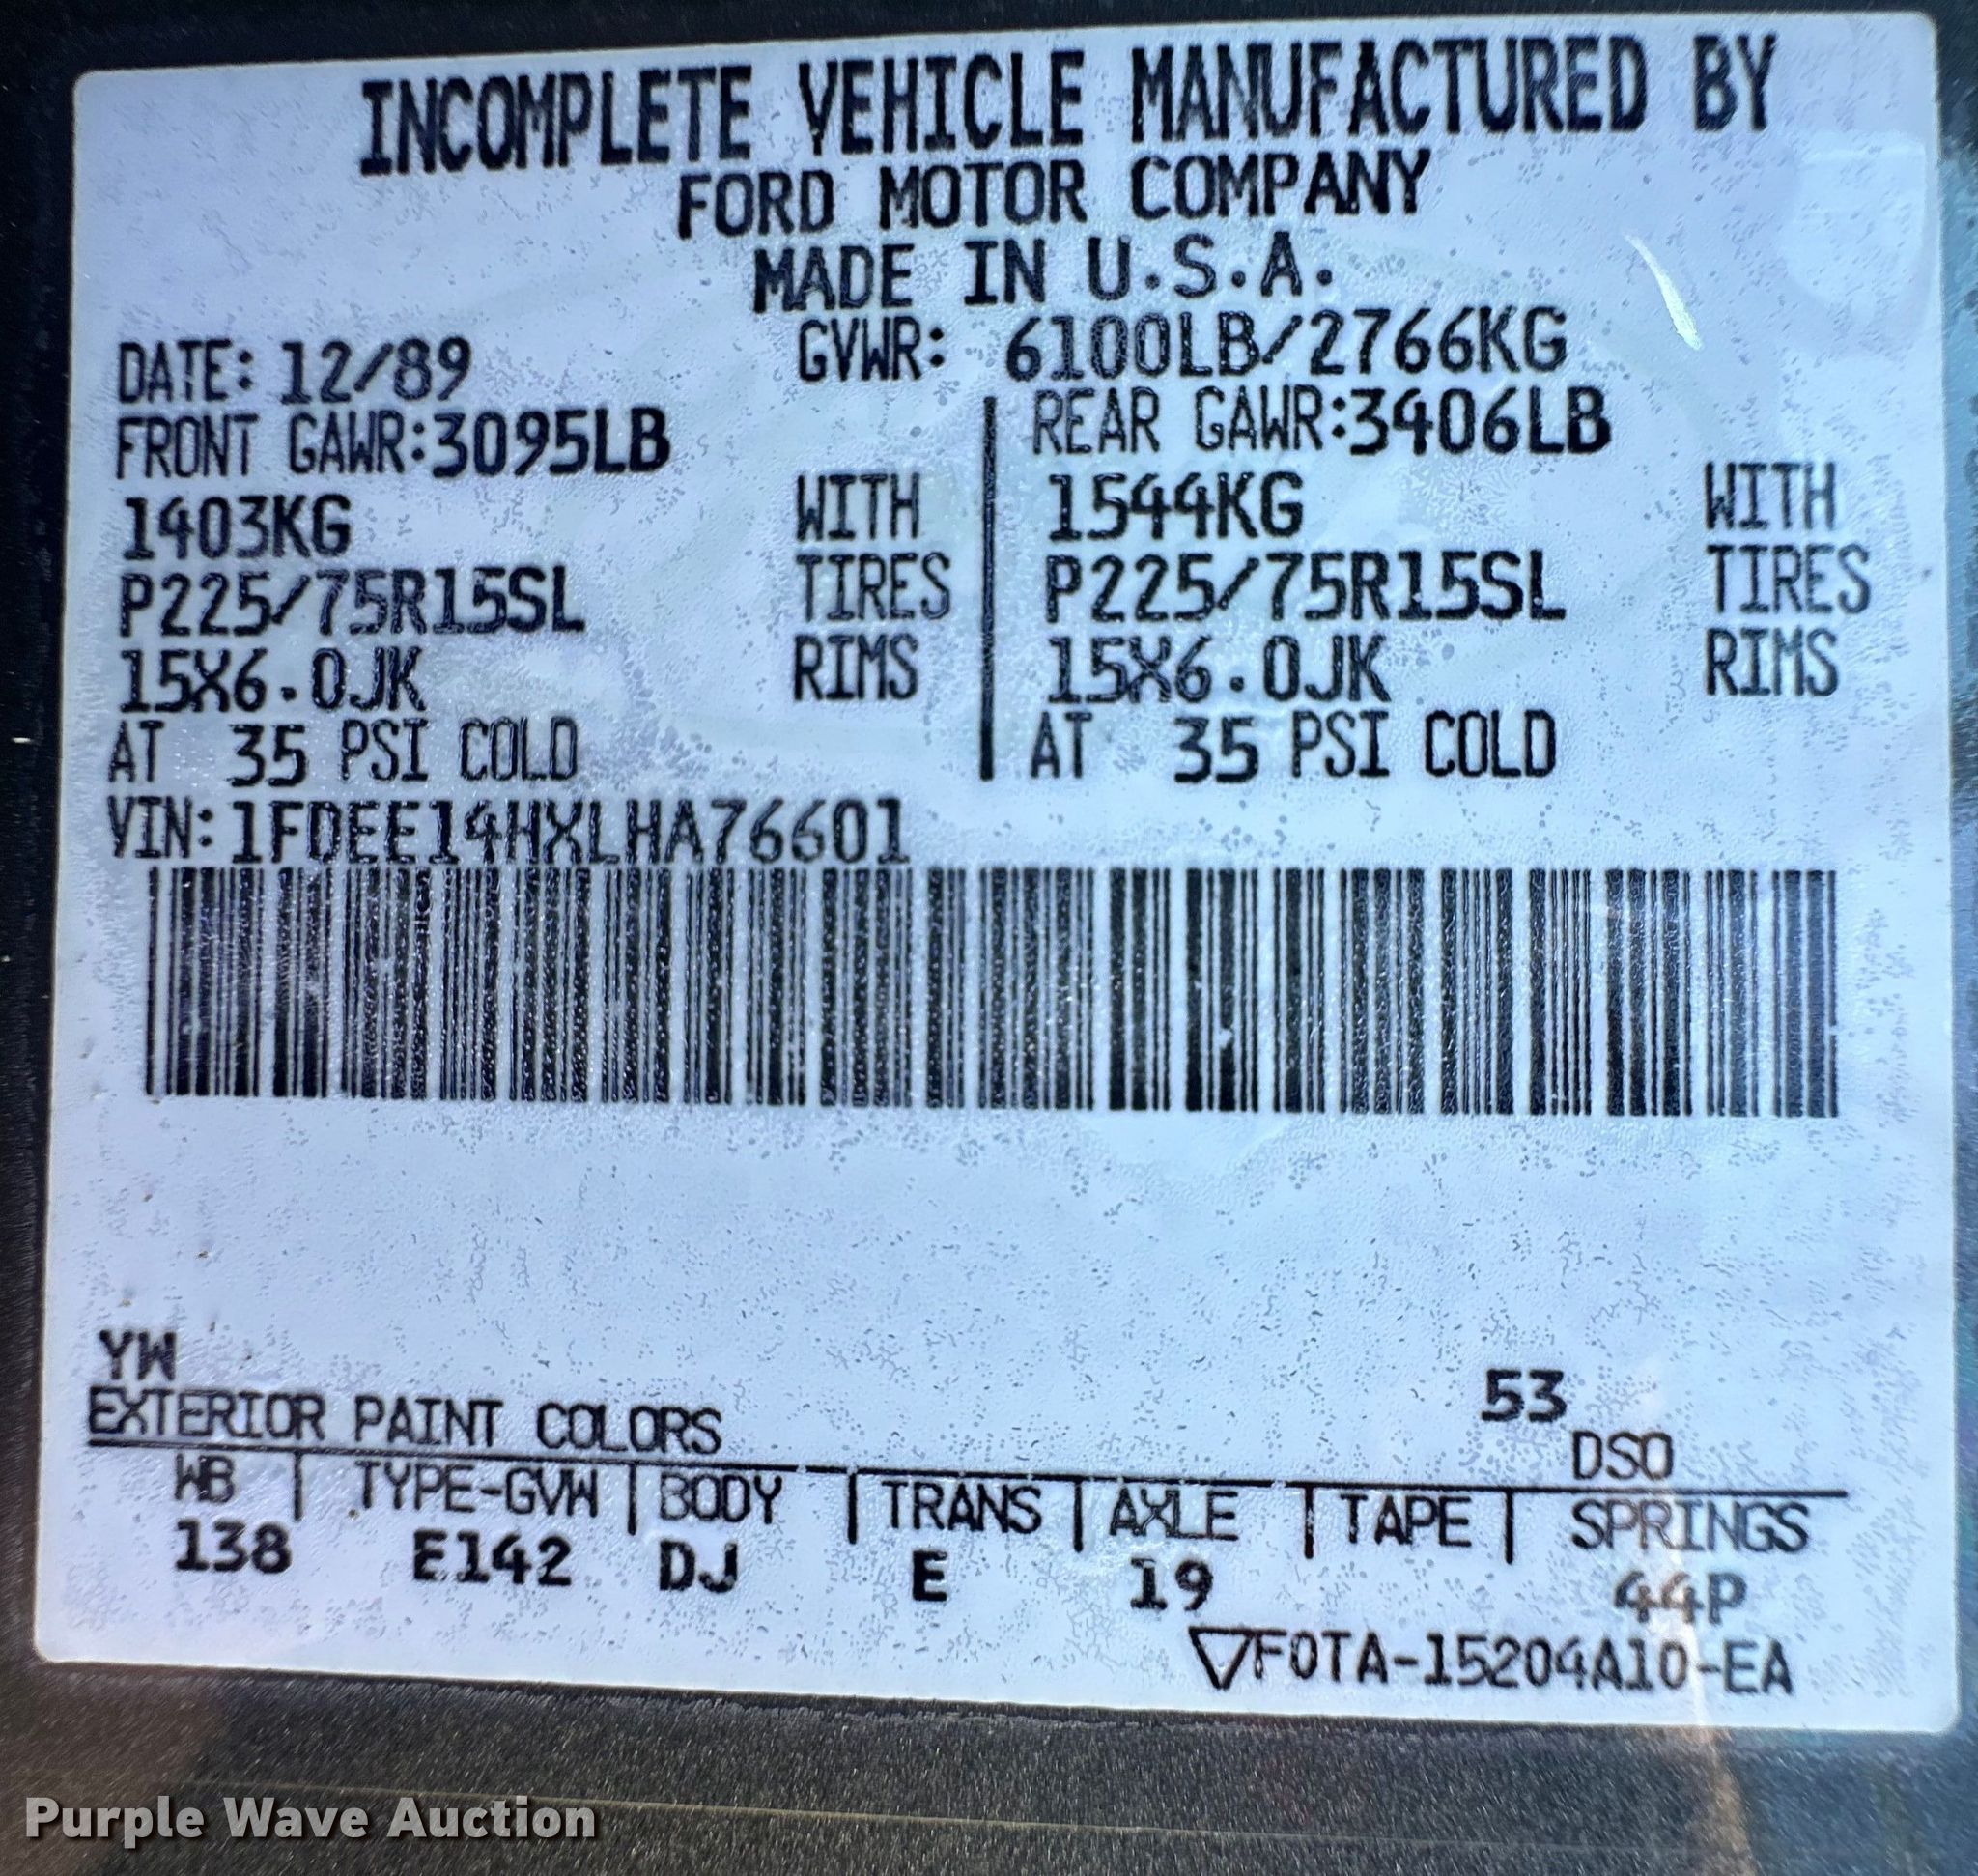 INCOMPLETE VEHICLE MANUFACTURED BY
FORD MOTOR COMPANY
MADE IN U.S.A.
DATE: 12/89 GVWR: 6100LB/2766KG
FRONT GAWR:3095LB REAR GAWR:3406LB
1403KG WITH 1544KG WITH
P225/75R15SL TIRES P225/75R15SL TIRES
15X6.0JK RIMS 15X6.0JK RIMS
AT 35 PSI COLD AT 35 PSI COLD
VIN: 1FDEE14HXLHA76601
YW
53
EXTERIOR PAINT COLORS DSO
WB | TYPE-GVW | BODY | TRANS | AXLE | TAPE | SPRINGS
138 E142 DJ E 19 44P
▽F0TA-15204A10-EA
Purple Wave Auction